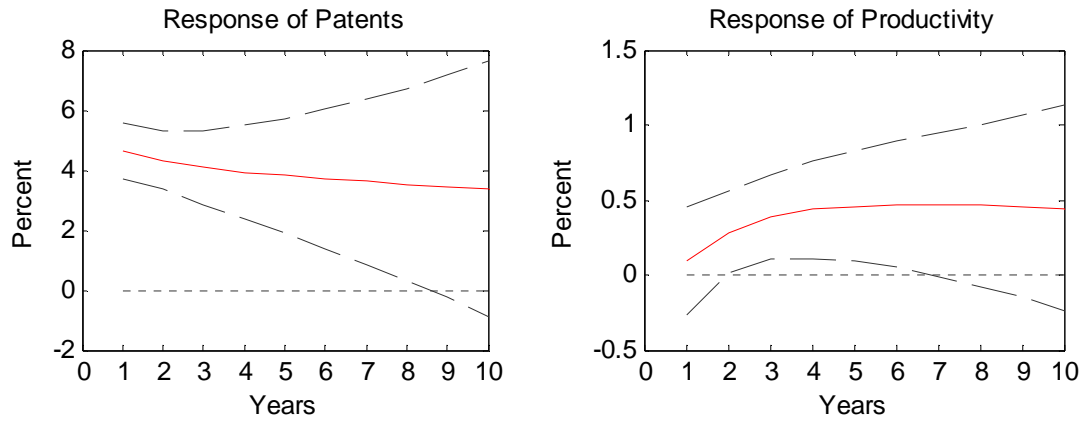 Response of Patents
8
6
4
2
0
-2
Percent
0 1 2 3 4 5 6 7 8 9 10
Years
Response of Productivity
1.5
1
0.5
0
-0.5
Percent
0 1 2 3 4 5 6 7 8 9 10
Years